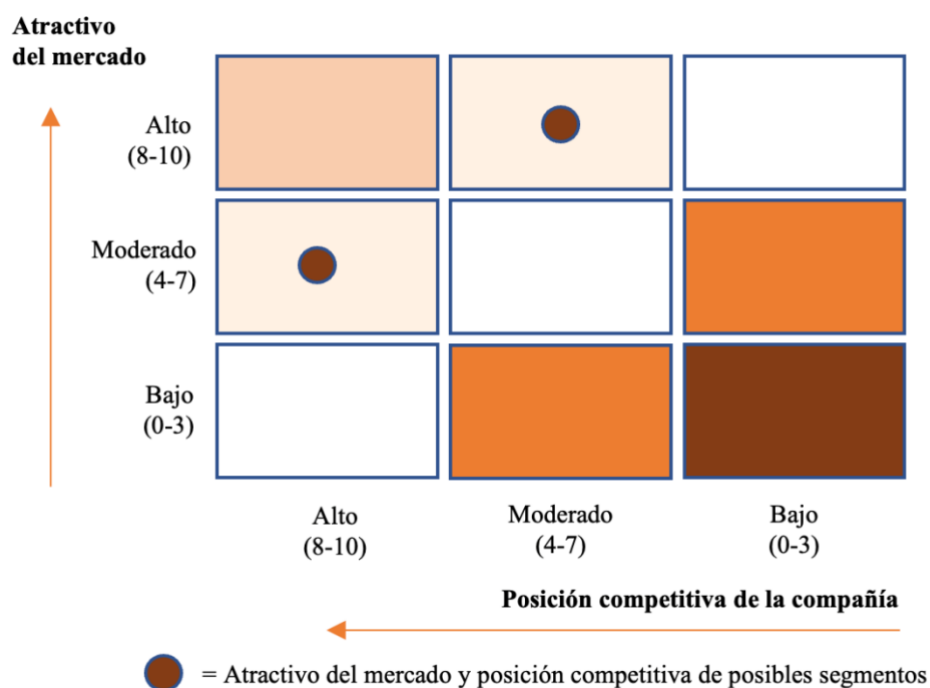 Atractivo
del mercado
Alto
(8-10)
Moderado
(4-7)
Bajo
(0-3)
Alto
(8-10)
Moderado
(4-7)
Bajo
(0-3)
Posición competitiva de la compañía
= Atractivo del mercado y posición competitiva de posibles segmentos